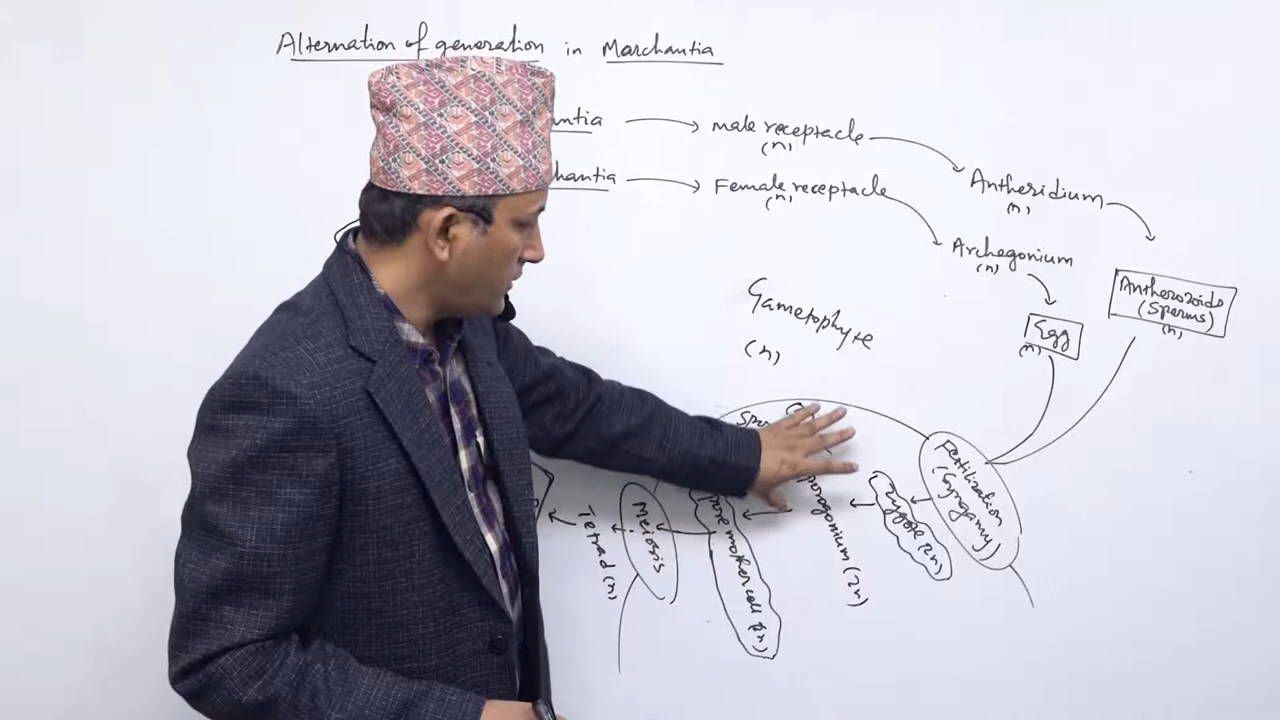 Alternation of generation in Marchantia
ntia → male receptacle
(n)
hantia → Female receptacle
(n)
Antheridium
(n)
Archegonium
(n)
Antherozoids
(Sperms)
(n)
Egg
(n)
Gametophyte
(n)
Fertilization
(Syngamy)
Zygote (2n)
porogonium (2n)
pore mother cell (2n)
Meiosis
Tetrad (n)